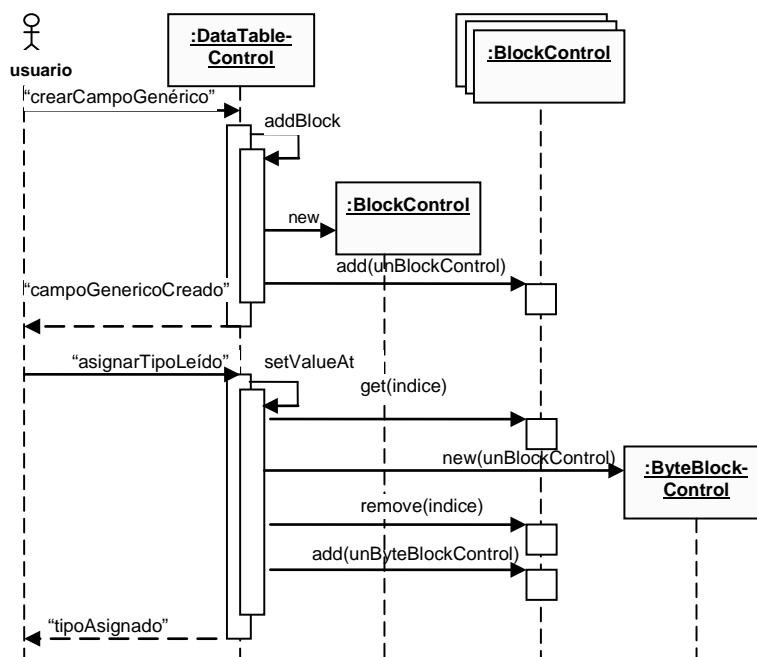 :DataTable-
Control
:BlockControl
usuario
“crearCampoGenérico”
addBlock
:BlockControl
new
add(unBlockControl)
“campoGenericoCreado”
“asignarTipoLeído”
setValueAt
get(indice)
new(unBlockControl)
:ByteBlock-
Control
remove(indice)
add(unByteBlockControl)
“tipoAsignado”